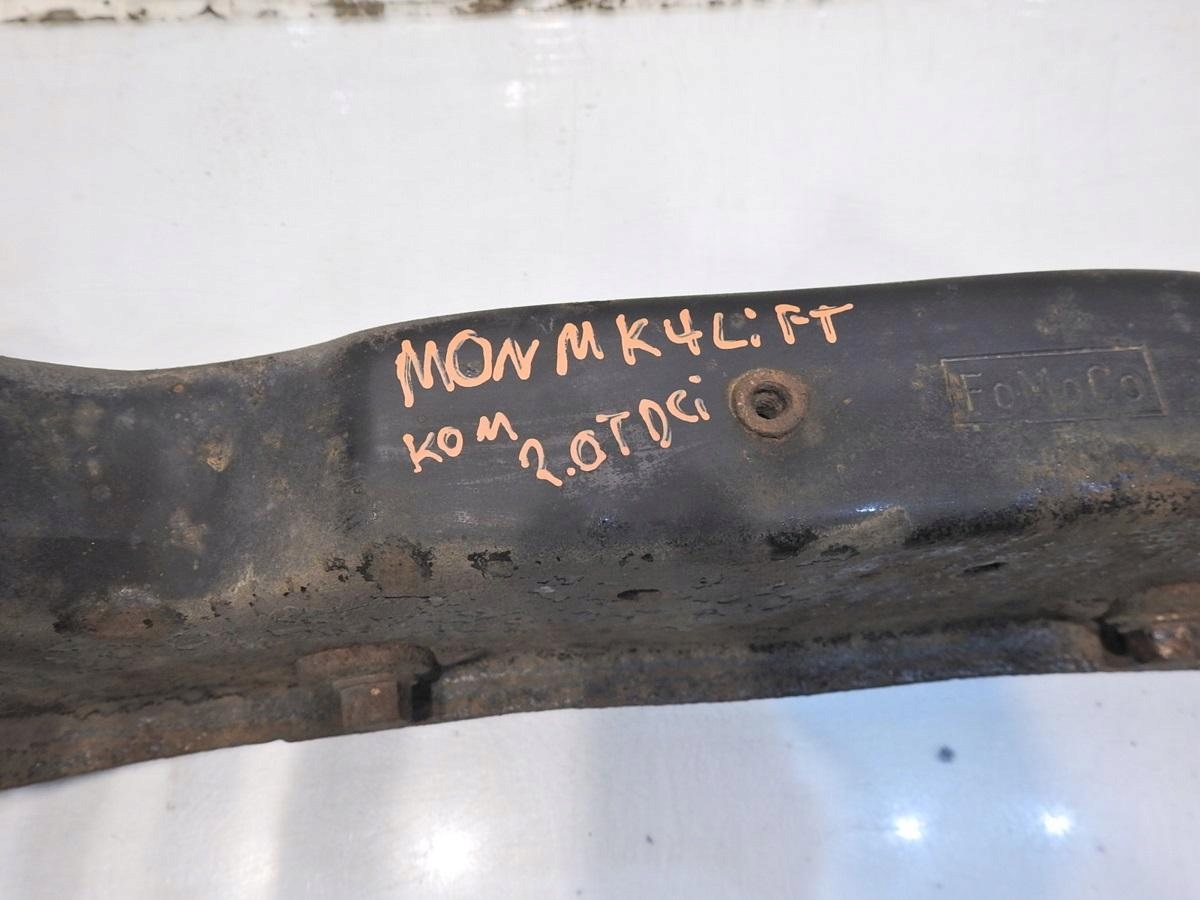 MON MK4 LiFT
KOM 2.0TDCi
FoMoCo